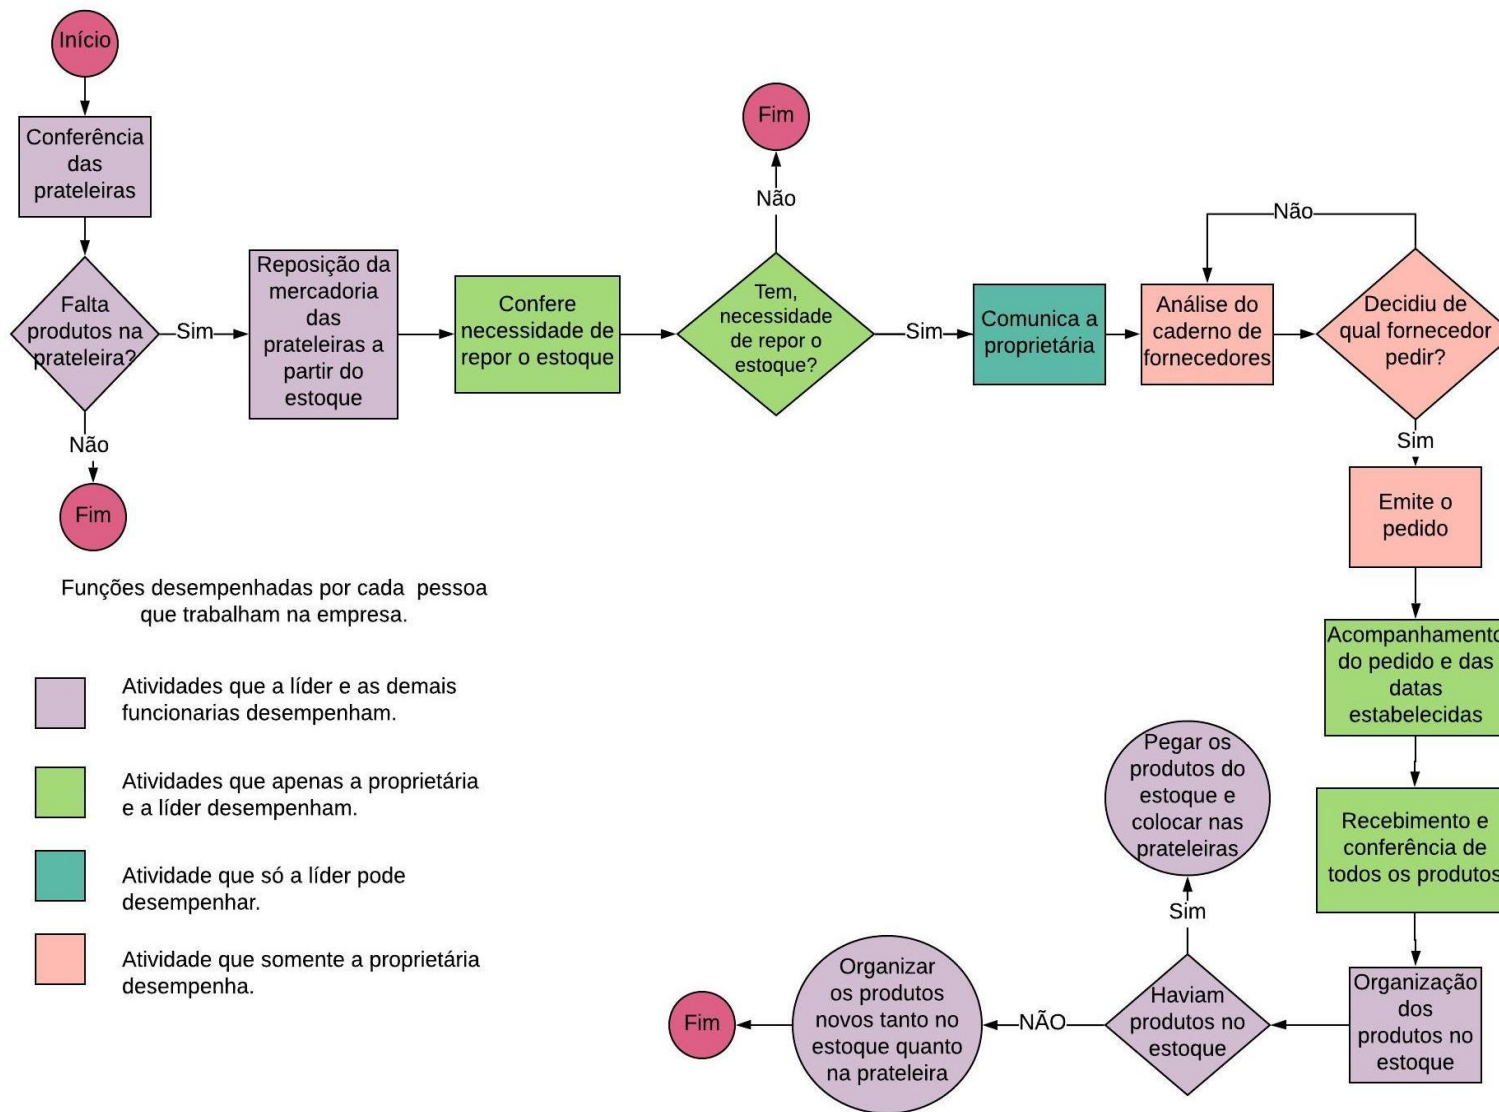 Início
Conferência
das
prateleiras
Falta
produtos na
prateleira?
Sim
Não
Fim
Reposição da
mercadoria
das
prateleiras a
partir do
estoque
Confere
necessidade de
repor o estoque
Tem,
necessidade
de repor o
estoque?
Não
Fim
Sim
Comunica a
proprietária
Análise do
caderno de
fornecedores
Decidiu de
qual fornecedor
pedir?
Não
Sim
Emite o
pedido
Acompanhamento
do pedido e das
datas
estabelecidas
Recebimento e
conferência de
todos os produtos
Organização
dos
produtos no
estoque
Haviam
produtos no
estoque
Sim
Pegar os
produtos do
estoque e
colocar nas
prateleiras
NÃO
Organizar
os produtos
novos tanto no
estoque quanto
na prateleira
Fim
Funções desempenhadas por cada pessoa
que trabalham na empresa.
Atividades que a líder e as demais
funcionarias desempenham.
Atividades que apenas a proprietária
e a líder desempenham.
Atividade que só a líder pode
desempenhar.
Atividade que somente a proprietária
desempenha.